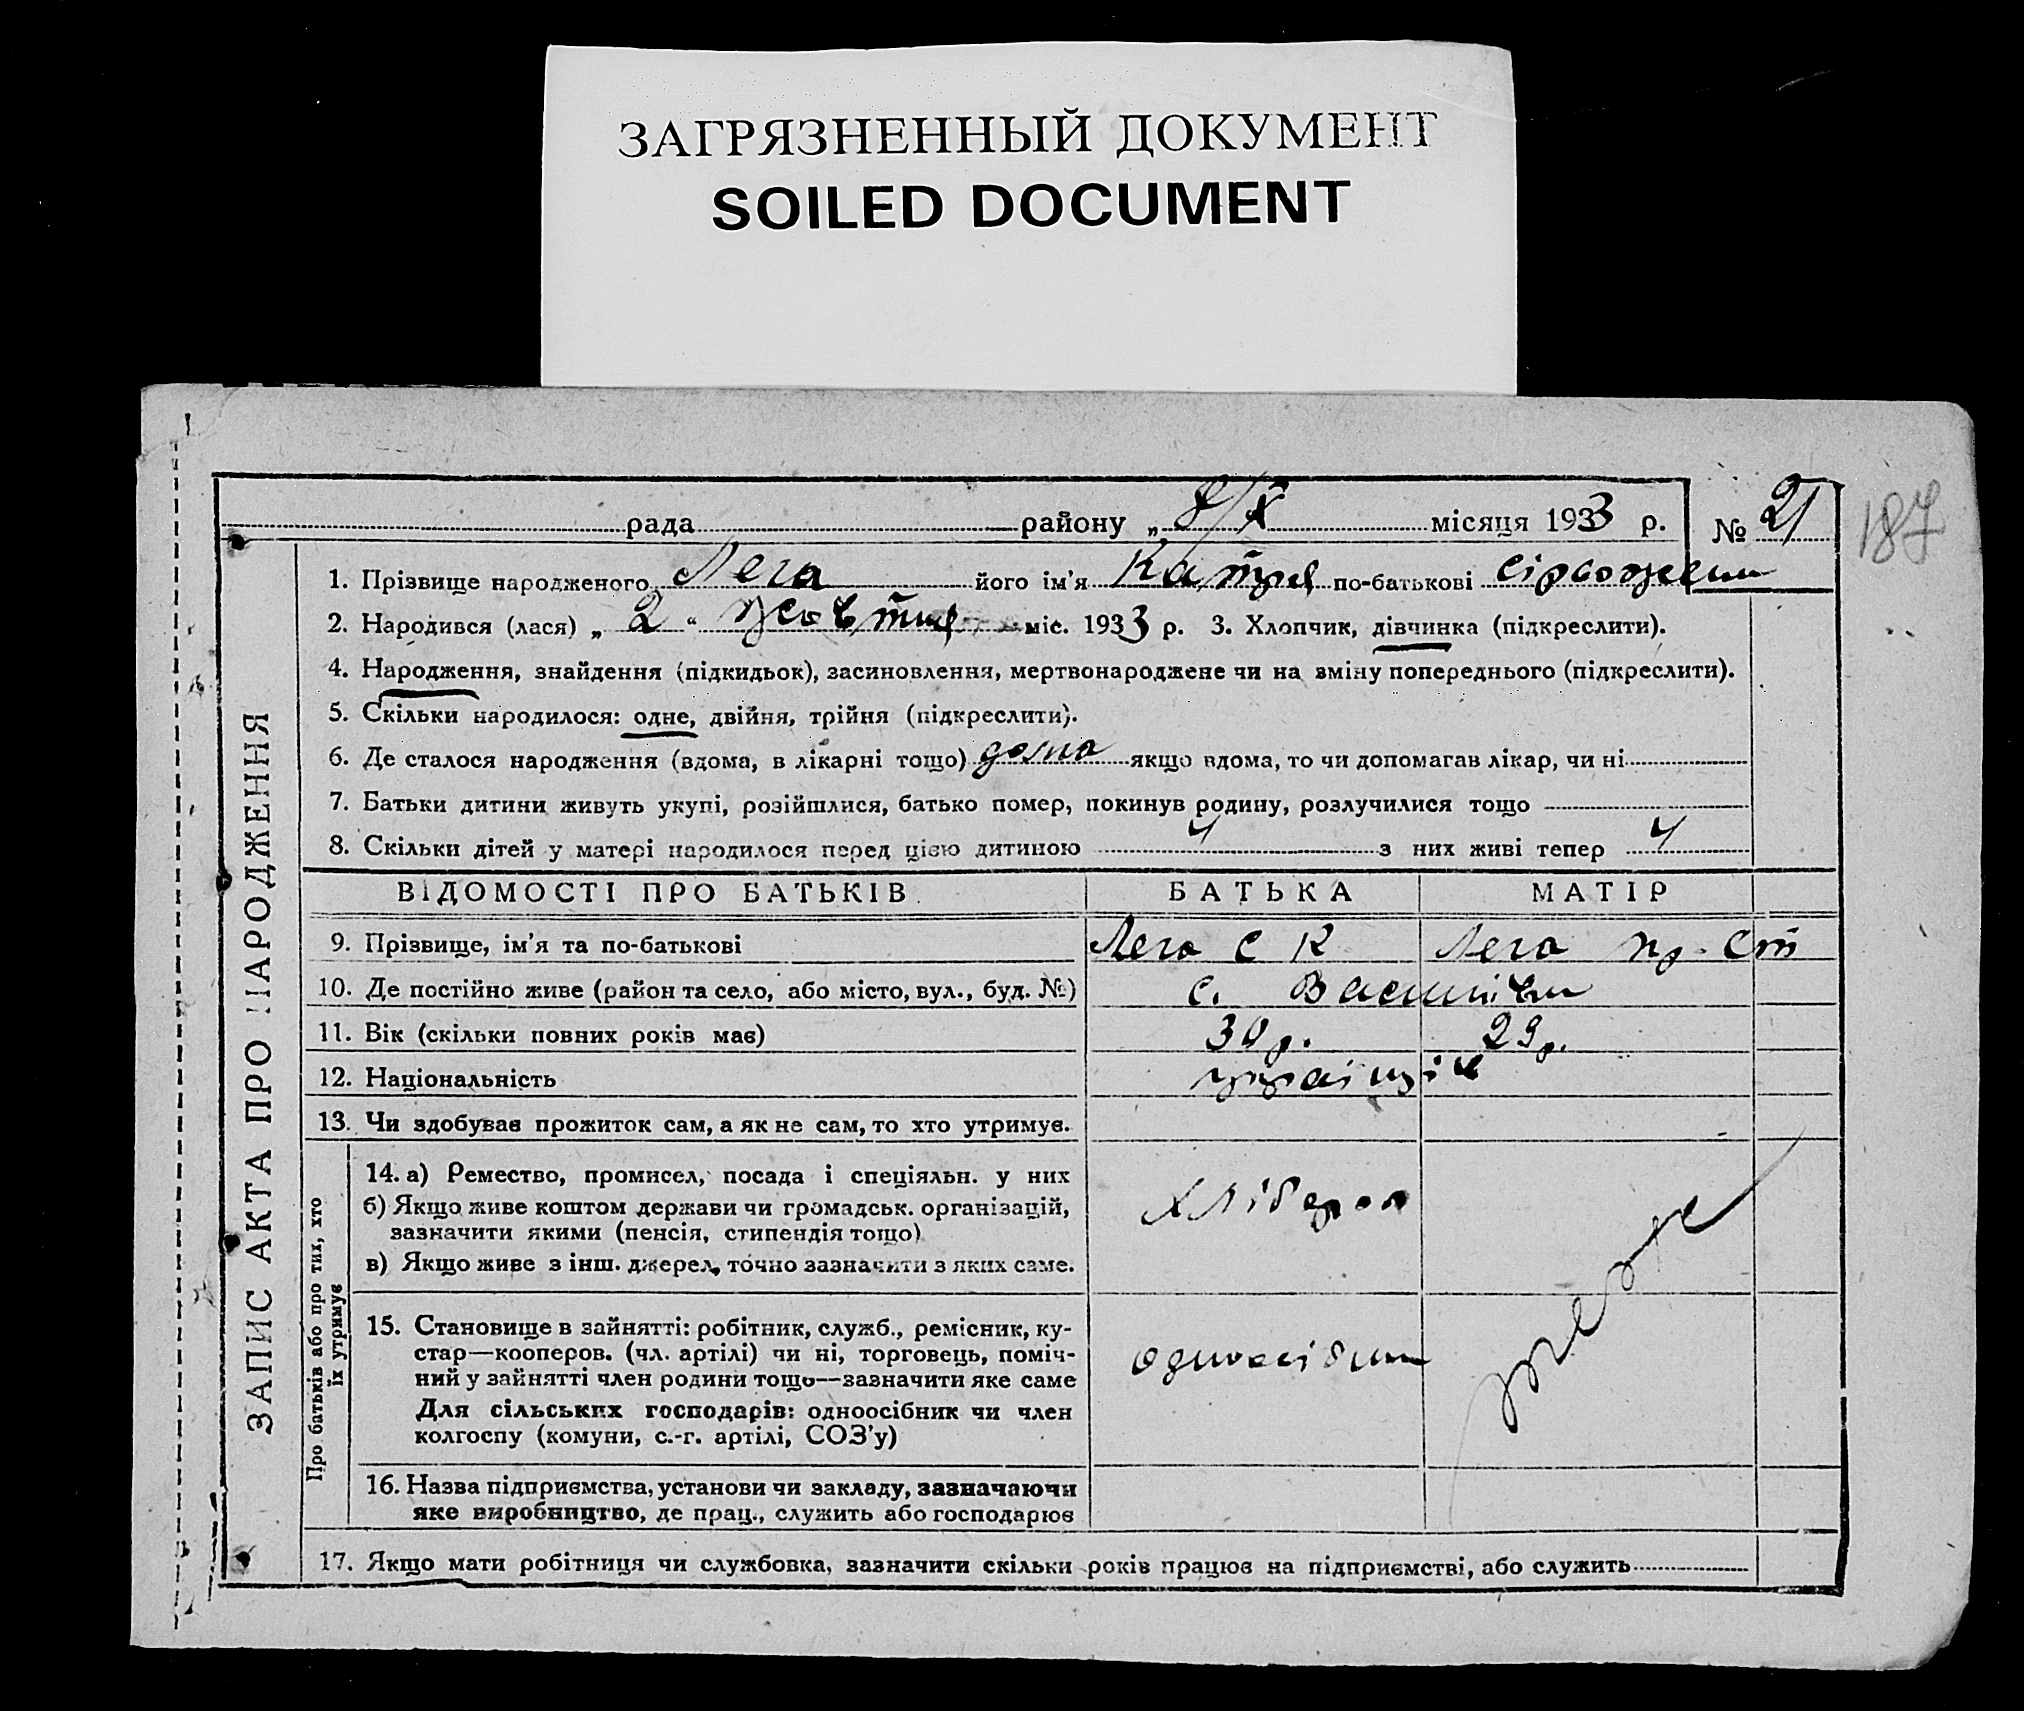 ЗАГРЯЗНЕННЫЙ ДОКУМЕНТ
SOILED DOCUMENT
187
рада району „ 8/X місяця 1933 р. № 21
ЗАПИС АКТА ПРО НАРОДЖЕННЯ
1. Прізвище народженого Лега його ім'я Катря по-батькові
2. Народився (лася) „ 2 “ жовтня міс. 1933 р. 3. Хлопчик, дівчинка (підкреслити).
4. Народження, знайдення (підкидьок), засиновлення, мертвонароджене чи на зміну попереднього (підкреслити).
5. Скільки народилося: одне, двійня, трійня (підкреслити).
6. Де сталося народження (вдома, в лікарні тощо) дома якщо вдома, то чи допомагав лікар, чи ні
7. Батьки дитини живуть укупі, розійшлися, батько помер, покинув родину, розлучилися тощо
8. Скільки дітей у матері народилося перед цією дитиною 4 з них живі тепер 4
ВІДОМОСТІ ПРО БАТЬКІВ БАТЬКА МАТІР
9. Прізвище, ім'я та по-батькові Лега С К Лега
10. Де постійно живе (район та село, або місто, вул., буд. №) с.
11. Вік (скільки повних років має) 30 р. 29 р.
12. Національність
13. Чи здобуває прожиток сам, а як не сам, то хто утримує.
Про батьків або про тих, хто їх утримує
14. а) Ремество, промисел, посада і спеціяльн. у них
б) Якщо живе коштом держави чи громадськ. організацій,
зазначити якими (пенсія, стипендія тощо)
в) Якщо живе з інш. джерел, точно зазначити з яких саме.
хлібороб
15. Становище в зайнятті: робітник, служб., ремісник, ку-
стар—кооперов. (чл. артілі) чи ні, торговець, поміч-
ний у зайнятті член родини тощо—зазначити яке саме
Для сільських господарів: одноосібник чи член
колгоспу (комуни, с.-г. артілі, СОЗ'у)
16. Назва підприємства, установи чи закладу, зазначаючи
яке виробництво, де прац., служить або господарює
17. Якщо мати робітниця чи службовка, зазначити скільки років працює на підприємстві, або служить